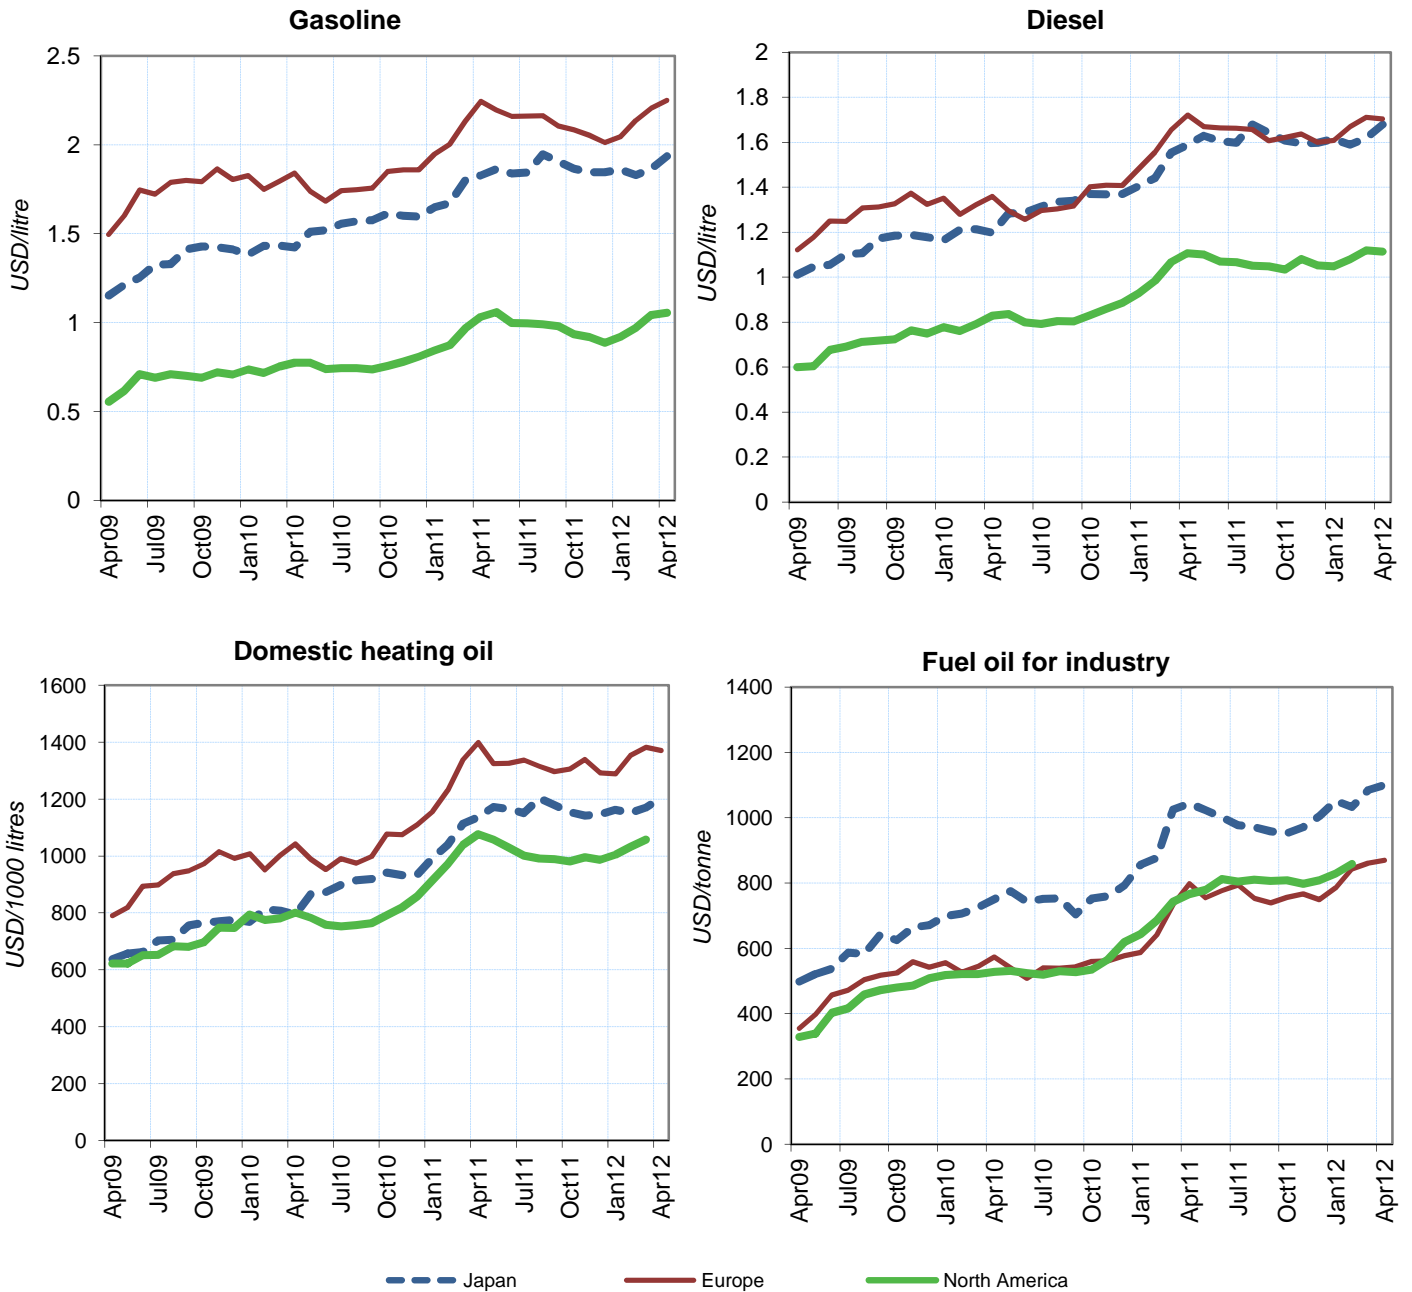 Gasoline
USD/litre
2.5
2
1.5
1
0.5
0
Apr09
Jul09
Oct09
Jan10
Apr10
Jul10
Oct10
Jan11
Apr11
Jul11
Oct11
Jan12
Apr12
Diesel
USD/litre
2
1.8
1.6
1.4
1.2
1
0.8
0.6
0.4
0.2
0
Apr09
Jul09
Oct09
Jan10
Apr10
Jul10
Oct10
Jan11
Apr11
Jul11
Oct11
Jan12
Apr12
Domestic heating oil
USD/1000 litres
1600
1400
1200
1000
800
600
400
200
0
Apr09
Jul09
Oct09
Jan10
Apr10
Jul10
Oct10
Jan11
Apr11
Jul11
Oct11
Jan12
Apr12
Fuel oil for industry
USD/tonne
1400
1200
1000
800
600
400
200
0
Apr09
Jul09
Oct09
Jan10
Apr10
Jul10
Oct10
Jan11
Apr11
Jul11
Oct11
Jan12
Apr12
Japan
Europe
North America